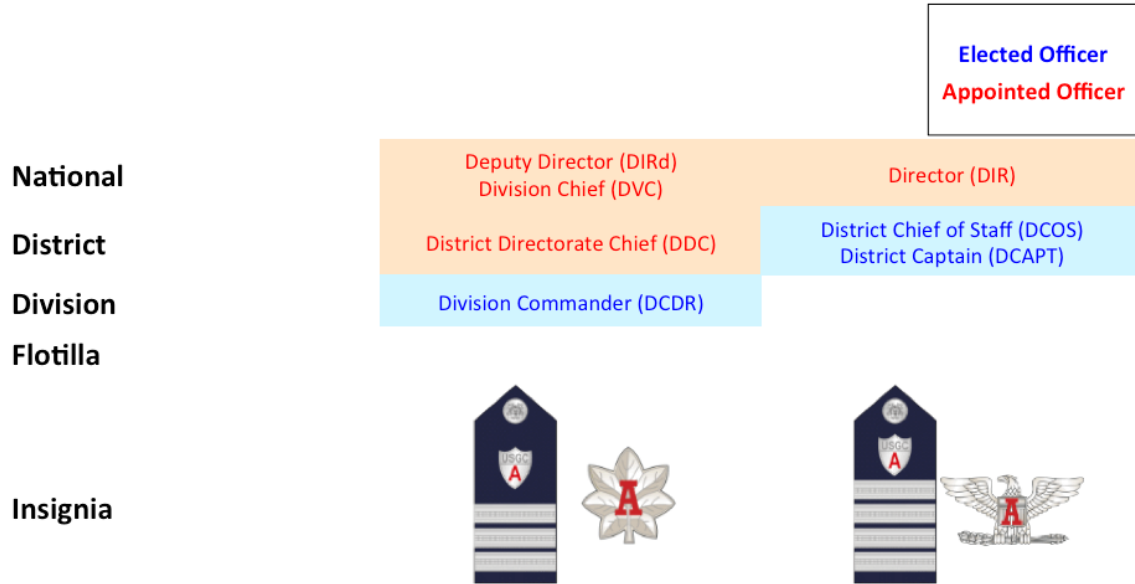 Elected Officer
Appointed Officer
National
Deputy Director (DIRd)
Division Chief (DVC)
Director (DIR)
District
District Directorate Chief (DDC)
District Chief of Staff (DCOS)
District Captain (DCAPT)
Division
Division Commander (DCDR)
Flotilla
Insignia
USGC
A
A
USGC
A
A